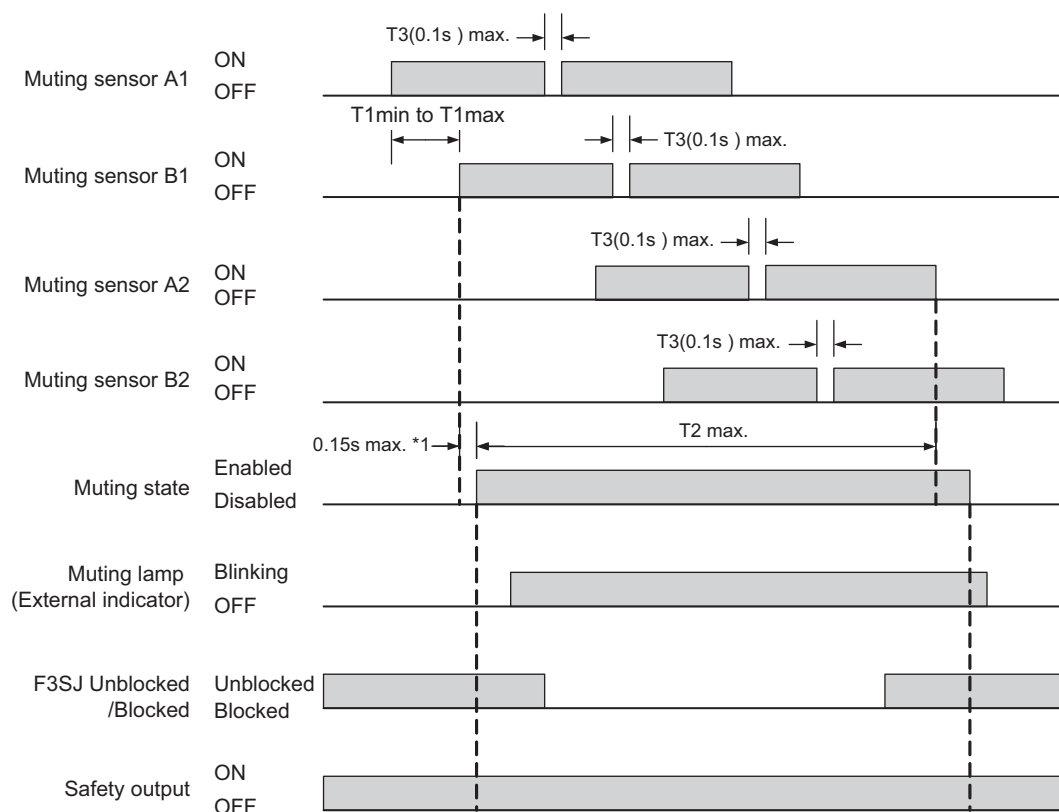 T3(0.1s ) max.
Muting sensor A1
ON
OFF
T1min to T1max
T3(0.1s ) max.
Muting sensor B1
ON
OFF
T3(0.1s ) max.
Muting sensor A2
ON
OFF
T3(0.1s ) max.
Muting sensor B2
ON
OFF
0.15s max. *1
T2 max.
Muting state
Enabled
Disabled
Muting lamp
(External indicator)
Blinking
OFF
F3SJ Unblocked
/Blocked
Unblocked
Blocked
Safety output
ON
OFF